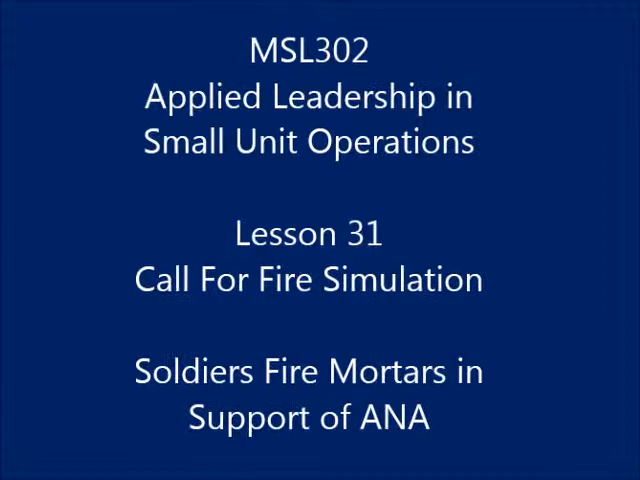 MSL302
Applied Leadership in
Small Unit Operations
Lesson 31
Call For Fire Simulation
Soldiers Fire Mortars in
Support of ANA